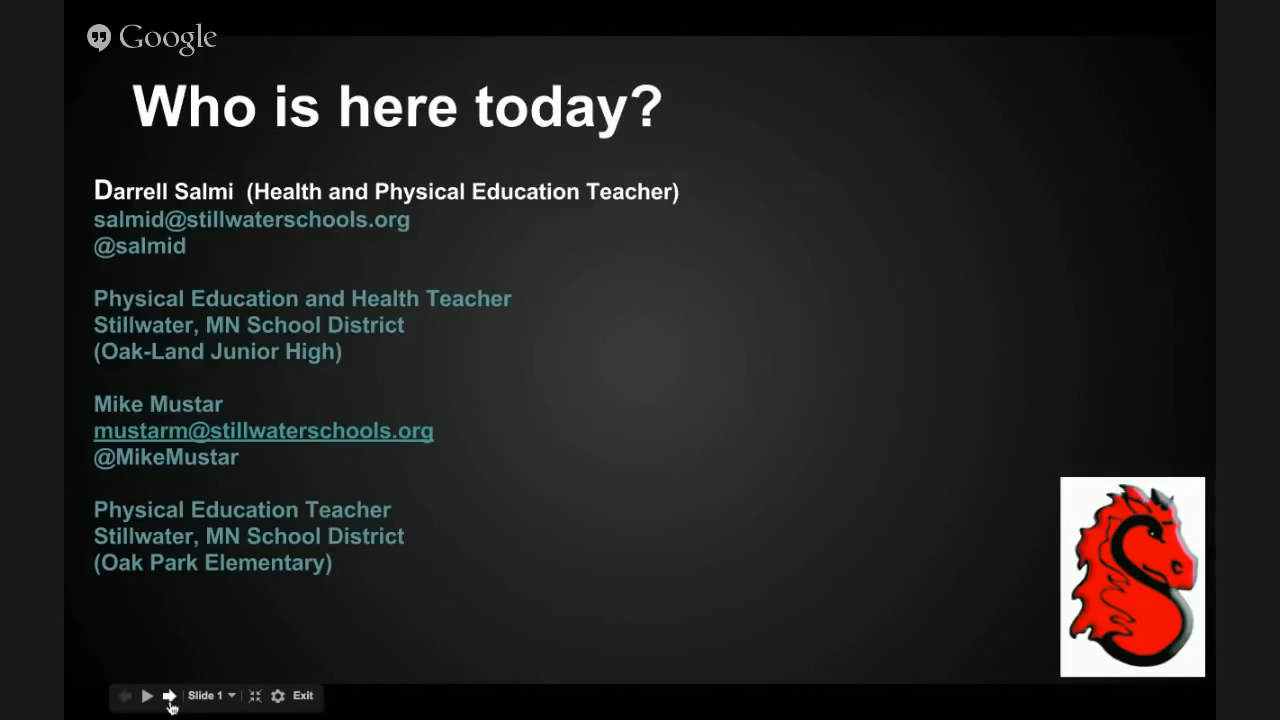 Google
Who is here today?
Darrell Salmi (Health and Physical Education Teacher)
salmid@stillwaterschools.org
@salmid
Physical Education and Health Teacher
Stillwater, MN School District
(Oak-Land Junior High)
Mike Mustar
mustarm@stillwaterschools.org
@MikeMustar
Physical Education Teacher
Stillwater, MN School District
(Oak Park Elementary)
Slide 1 Exit